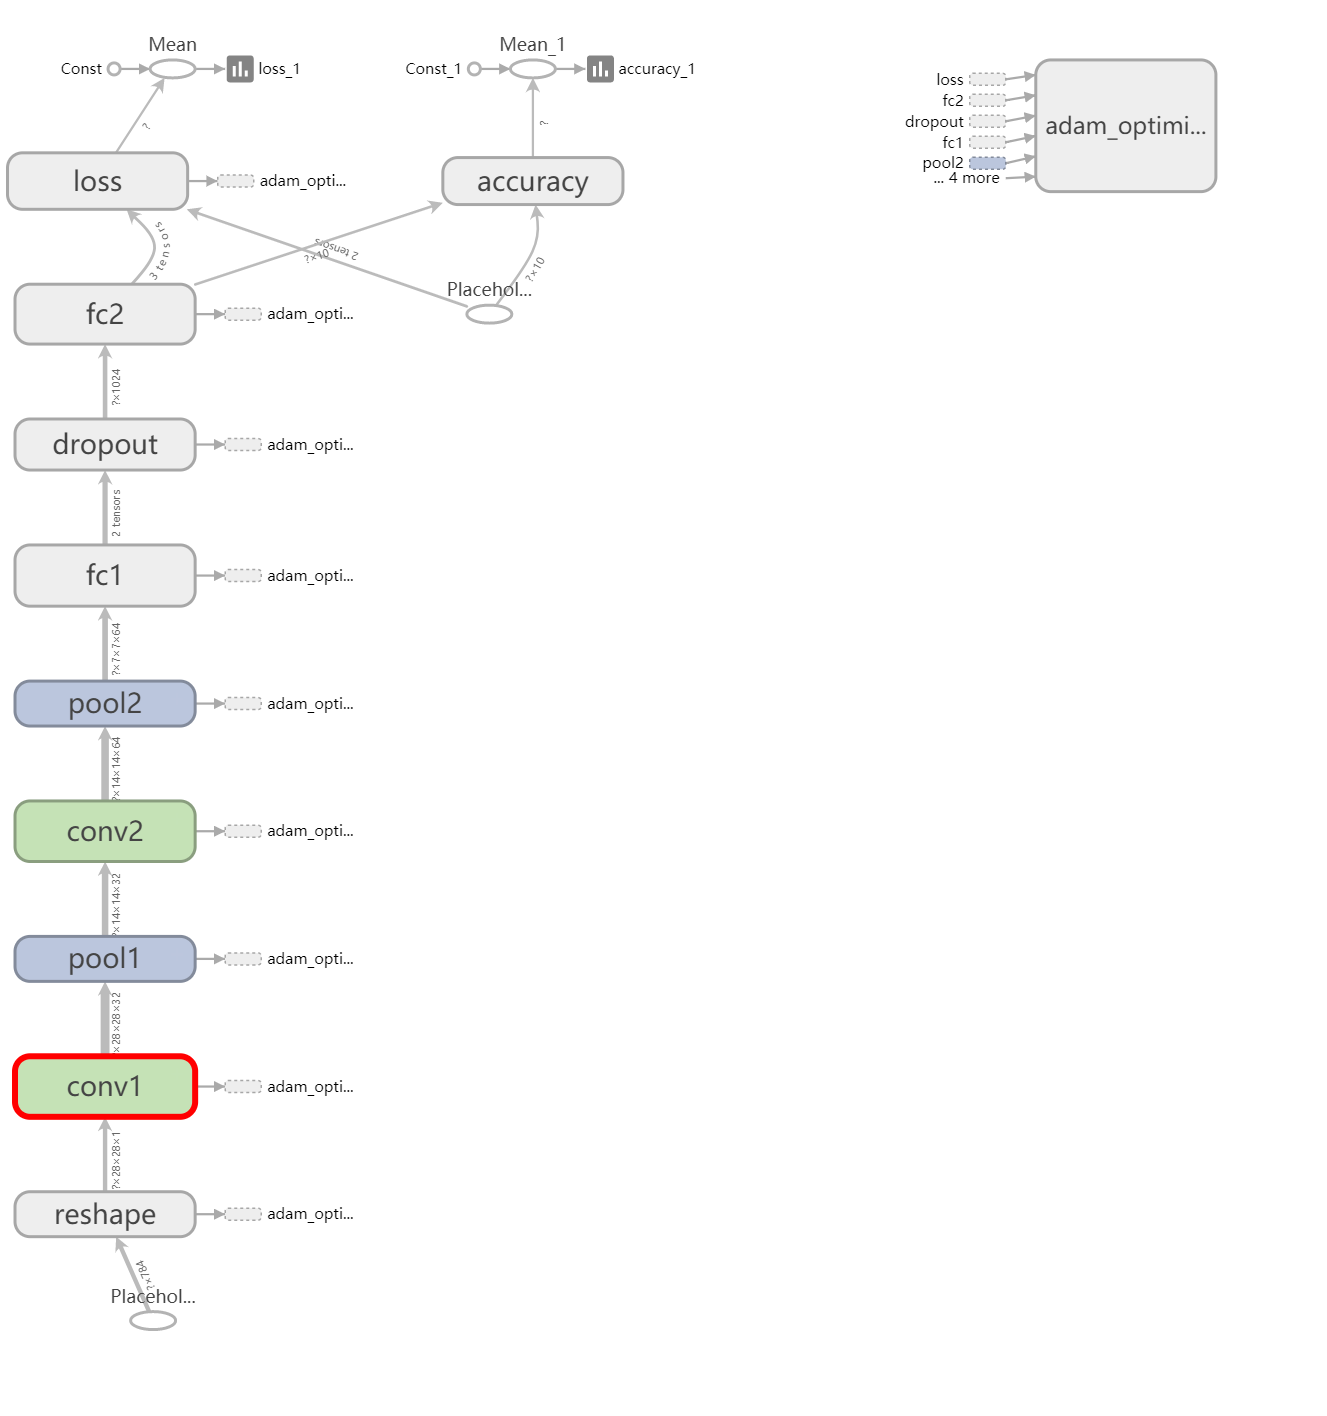 Mean
Const
loss_1
Mean_1
Const_1
accuracy_1
?
?
loss
adam_opti...
accuracy
3 tensors
?×10
2 tensors
?×10
Placehol...
fc2
adam_opti...
?×1024
dropout
adam_opti...
2 tensors
fc1
adam_opti...
?×7×7×64
pool2
adam_opti...
?×14×14×64
conv2
adam_opti...
?×14×14×32
pool1
adam_opti...
×28×28×32
conv1
adam_opti...
?×28×28×1
reshape
adam_opti...
?×784
Placehol...
loss
fc2
dropout
fc1
pool2
... 4 more
adam_optimi...